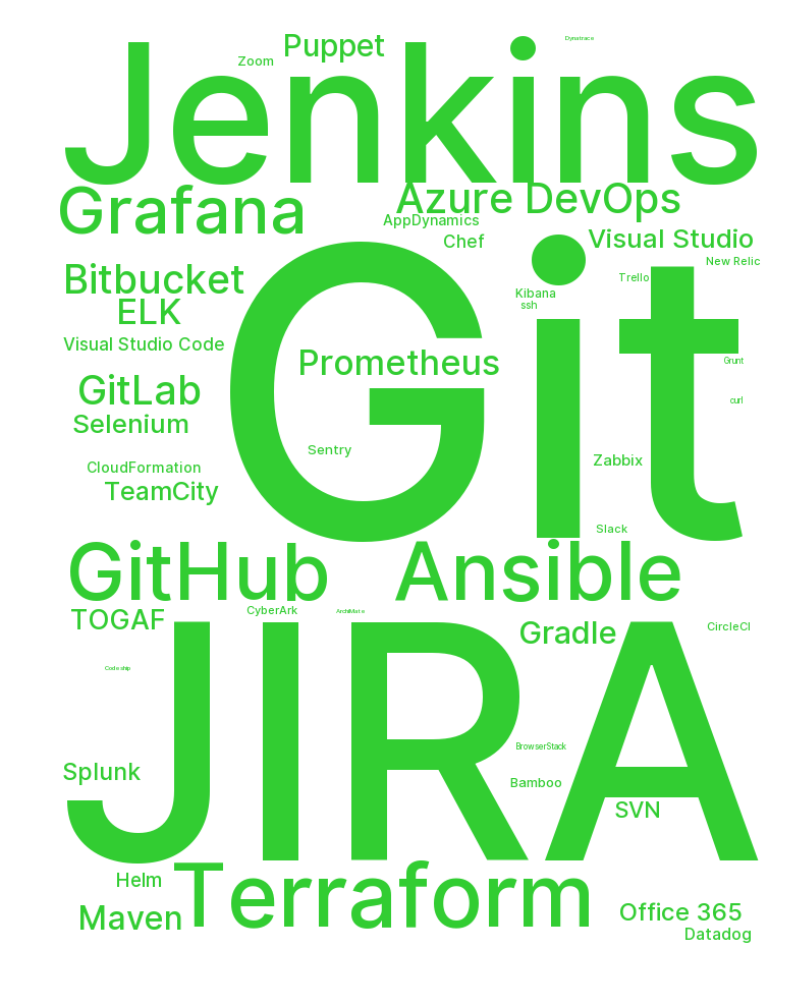 Dynatrace
Puppet
Zoom
Jenkins
Grafana
Azure DevOps
AppDynamics
Chef
Visual Studio
New Relic
Bitbucket
Trello
Kibana
ssh
ELK
Visual Studio Code
Git
Prometheus
Grunt
GitLab
curl
Selenium
Sentry
Zabbix
CloudFormation
TeamCity
Slack
GitHub
Ansible
CyberArk
ArchiMate
TOGAF
Gradle
CircleCI
Codeship
JIRA
BrowserStack
Splunk
Bamboo
SVN
Helm
Terraform
Maven
Office 365
Datadog